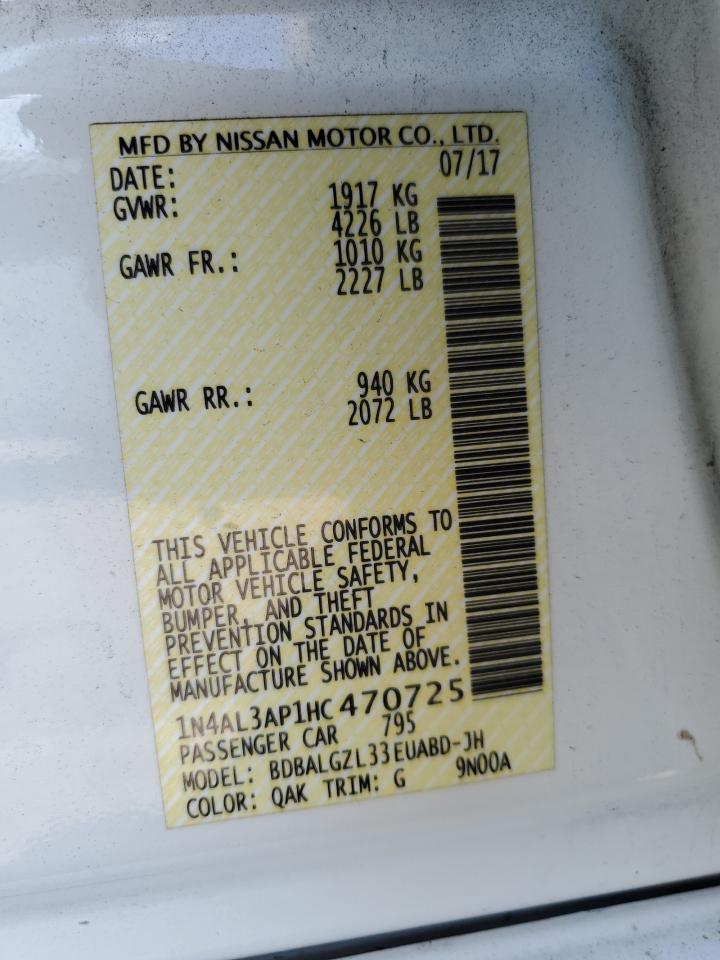 MFD BY NISSAN MOTOR CO., LTD.
DATE: 07/17
GVWR: 1917 KG
4226 LB
GAWR FR.: 1010 KG
2227 LB
GAWR RR.: 940 KG
2072 LB
THIS VEHICLE CONFORMS TO
ALL APPLICABLE FEDERAL
MOTOR VEHICLE SAFETY,
BUMPER, AND THEFT
PREVENTION STANDARDS IN
EFFECT ON THE DATE OF
MANUFACTURE SHOWN ABOVE.
1N4AL3AP1HC470725
PASSENGER CAR 795
MODEL: BDBALGZL33EUABD-JH
COLOR: QAK TRIM: G 9N00A